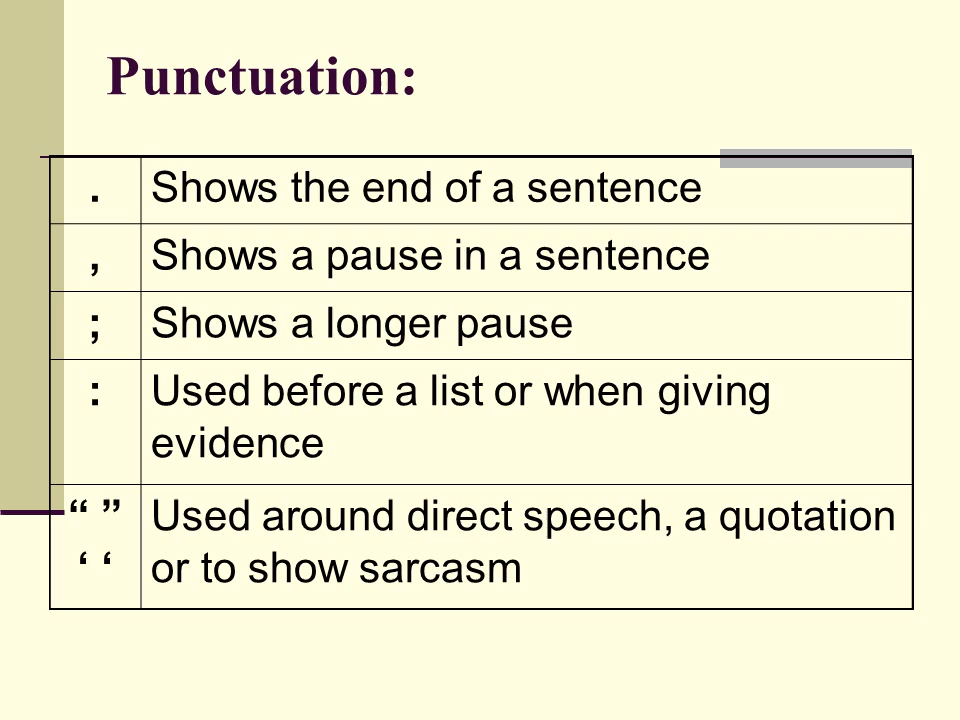 Punctuation:
. Shows the end of a sentence
, Shows a pause in a sentence
; Shows a longer pause
: Used before a list or when giving
evidence
“ ” Used around direct speech, a quotation
‘ ‘ or to show sarcasm